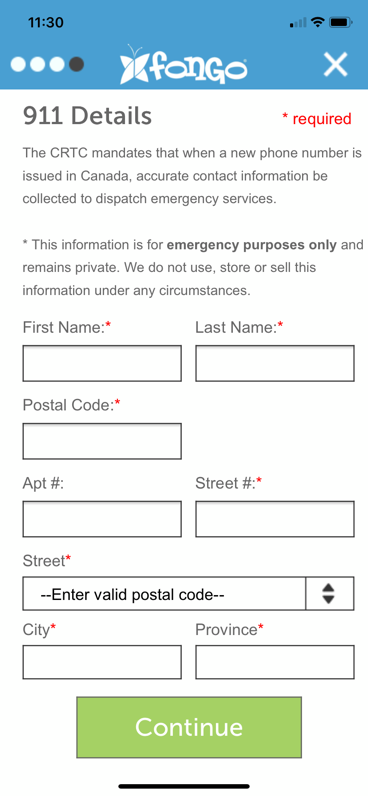 11:30
fongo
911 Details
* required
The CRTC mandates that when a new phone number is
issued in Canada, accurate contact information be
collected to dispatch emergency services.
* This information is for emergency purposes only and
remains private. We do not use, store or sell this
information under any circumstances.
First Name:* Last Name:*
Postal Code:*
Apt #: Street #:*
Street*
--Enter valid postal code--
City* Province*
Continue